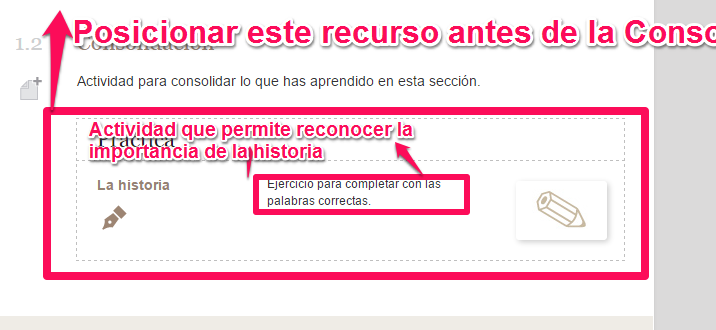 Posicionar este recurso antes de la Conso
1.2 Consolidación
Actividad para consolidar lo que has aprendido en esta sección.
Actividad que permite reconocer la
importancia de la historia
Práctica
La historia
Ejercicio para completar con las
palabras correctas.